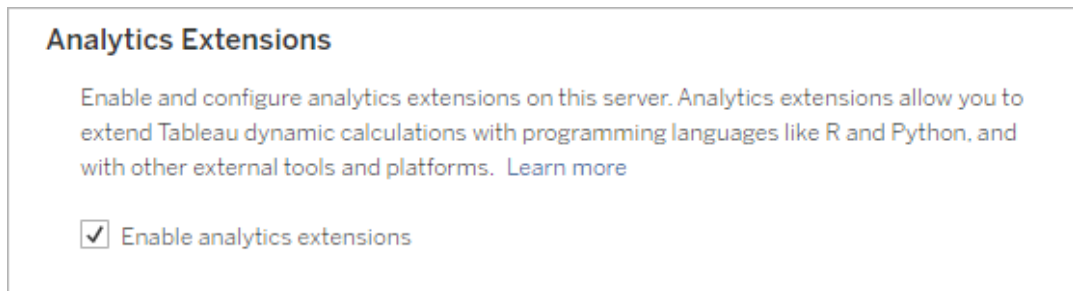 Analytics Extensions
Enable and configure analytics extensions on this server. Analytics extensions allow you to
extend Tableau dynamic calculations with programming languages like R and Python, and
with other external tools and platforms. Learn more
Enable analytics extensions